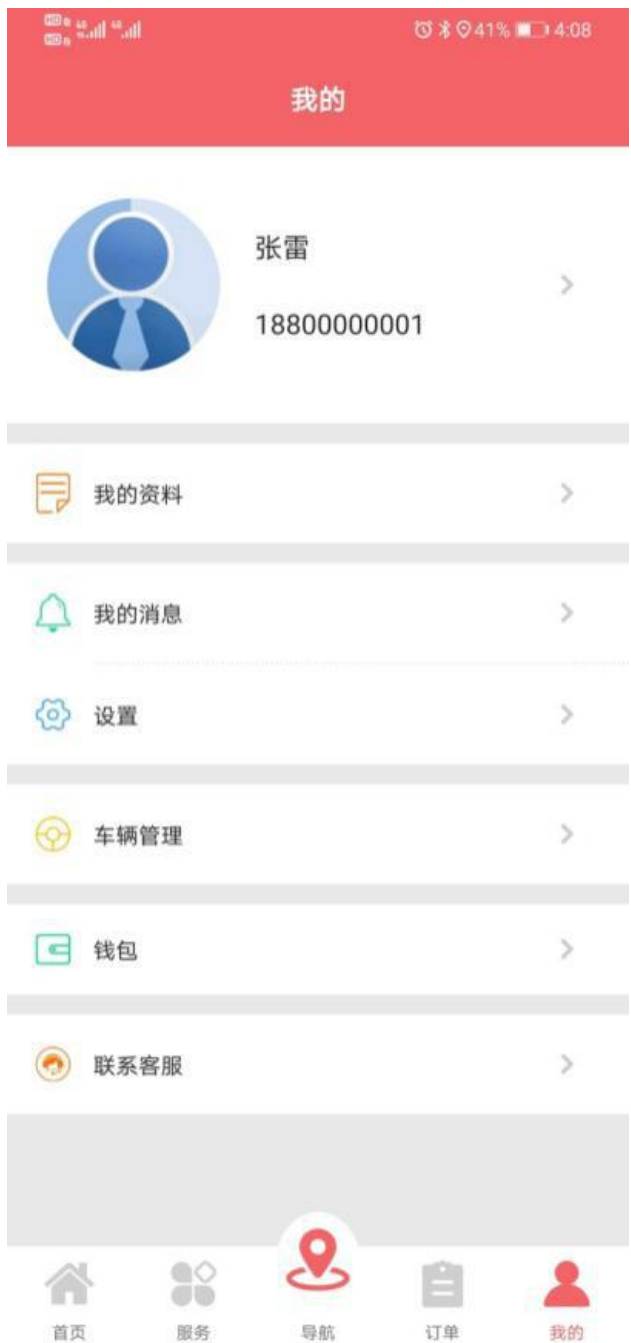 41% 4:08
我的
张雷
18800000001
我的资料
我的消息
设置
车辆管理
钱包
联系客服
首页 服务 导航 订单 我的